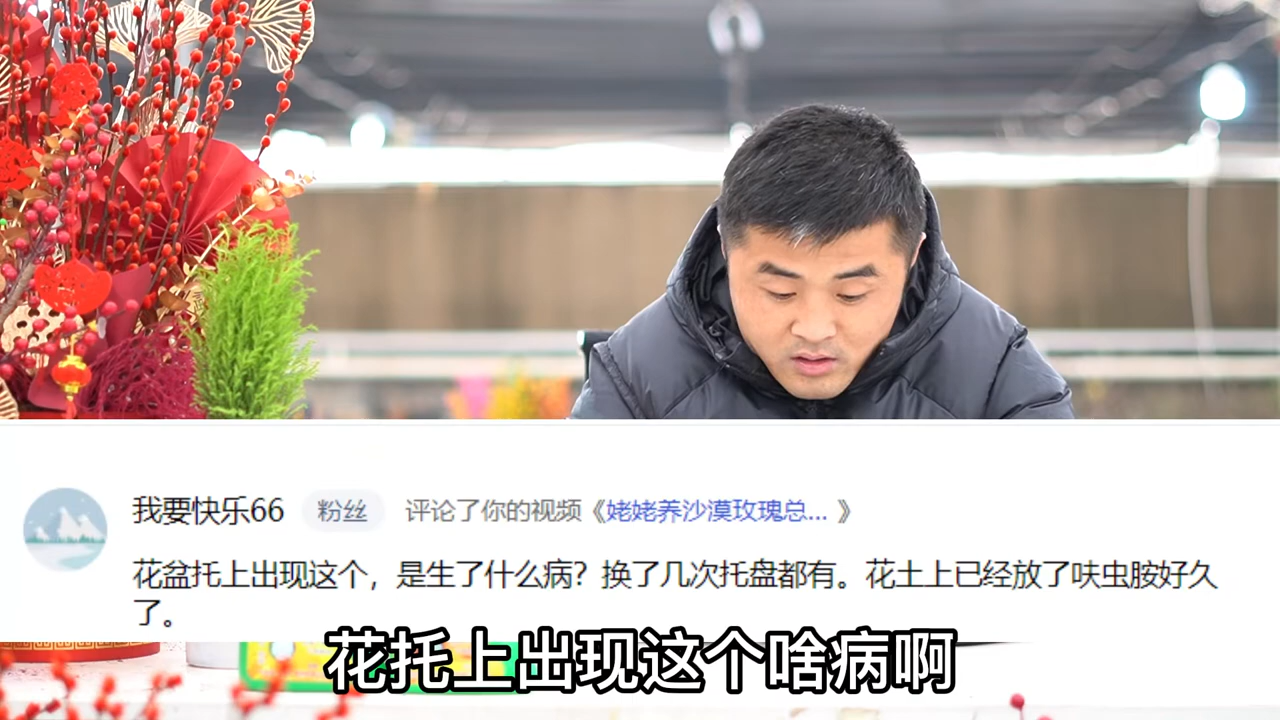 我要快乐66 粉丝 评论了你的视频《姥姥养沙漠玫瑰总... 》
花盆托上出现这个，是生了什么病？换了几次托盘都有。花土上已经放了呋虫胺好久
了。
花托上出现这个啥病啊